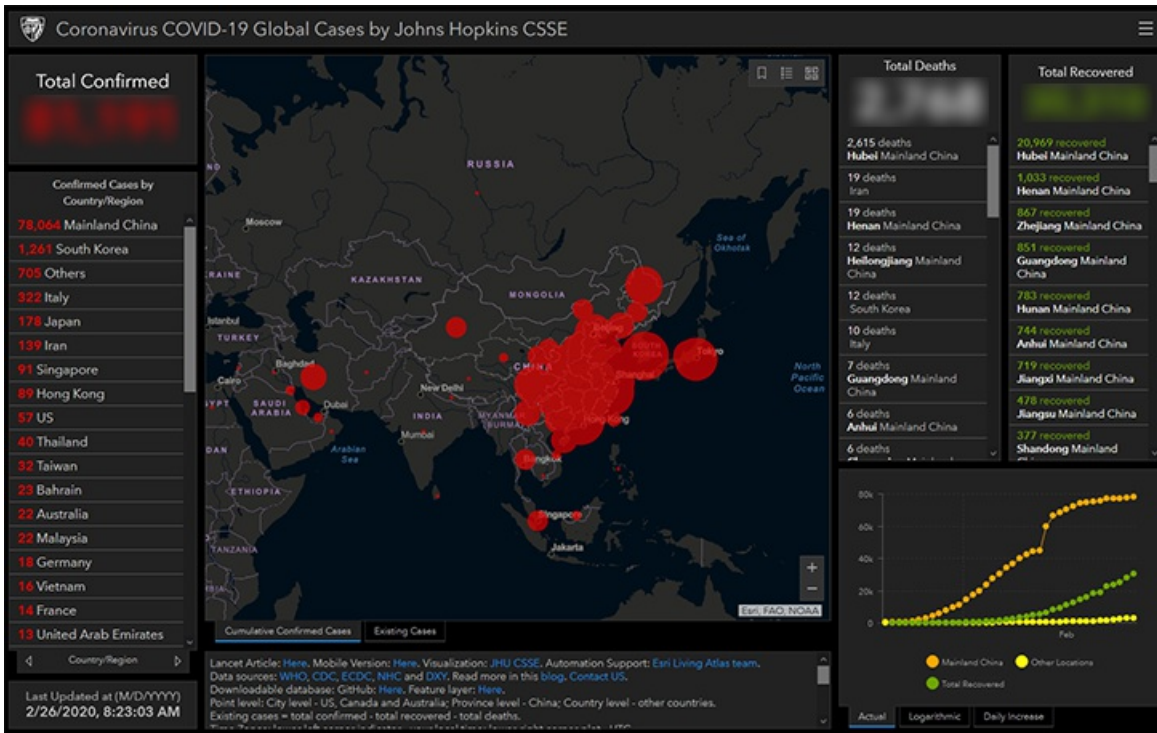 Coronavirus COVID-19 Global Cases by Johns Hopkins CSSE
Total Confirmed
Confirmed Cases by
Country/Region
78,064 Mainland China
1,261 South Korea
705 Others
322 Italy
178 Japan
139 Iran
91 Singapore
89 Hong Kong
57 US
40 Thailand
32 Taiwan
23 Bahrain
22 Australia
22 Malaysia
18 Germany
16 Vietnam
14 France
13 United Arab Emirates
Country/Region
Last Updated at (M/D/YYYY)
2/26/2020, 8:23:03 AM
RUSSIA
Moscow
Sea of
Okhotsk
KAZAKHSTAN
MONGOLIA
Istanbul
TURKEY
Beijing
SOUTH
KOREA
Tokyo
Baghdad
CHINA
Shanghai
North
Pacific
Ocean
Cairo
New Delhi
SAUDI
ARABIA
Dubai
INDIA
Hong Kong
Mumbai
Arabian
Sea
Bangkok
ETHIOPIA
Singapore
TANZANIA
Jakarta
+
−
Esri, FAO, NOAA
Cumulative Confirmed Cases
Existing Cases
Lancet Article: Here. Mobile Version: Here. Visualization: JHU CSSE. Automation Support: Esri Living Atlas team.
Data sources: WHO, CDC, ECDC, NHC and DXY. Read more in this blog. Contact US.
Downloadable database: GitHub: Here. Feature layer: Here.
Point level: City level - US, Canada and Australia; Province level - China; Country level - other countries.
Existing cases = total confirmed - total recovered - total deaths.
Total Deaths
2,615 deaths
Hubei Mainland China
19 deaths
Iran
19 deaths
Henan Mainland China
12 deaths
Heilongjiang Mainland
China
12 deaths
South Korea
10 deaths
Italy
7 deaths
Guangdong Mainland
China
6 deaths
Anhui Mainland China
6 deaths
Total Recovered
20,969 recovered
Hubei Mainland China
1,033 recovered
Henan Mainland China
867 recovered
Zhejiang Mainland China
851 recovered
Guangdong Mainland
China
783 recovered
Hunan Mainland China
744 recovered
Anhui Mainland China
719 recovered
Jiangxi Mainland China
478 recovered
Jiangsu Mainland China
377 recovered
Shandong Mainland
80k
60k
40k
20k
0
Feb
Mainland China
Other Locations
Total Recovered
Actual
Logarithmic
Daily Increase